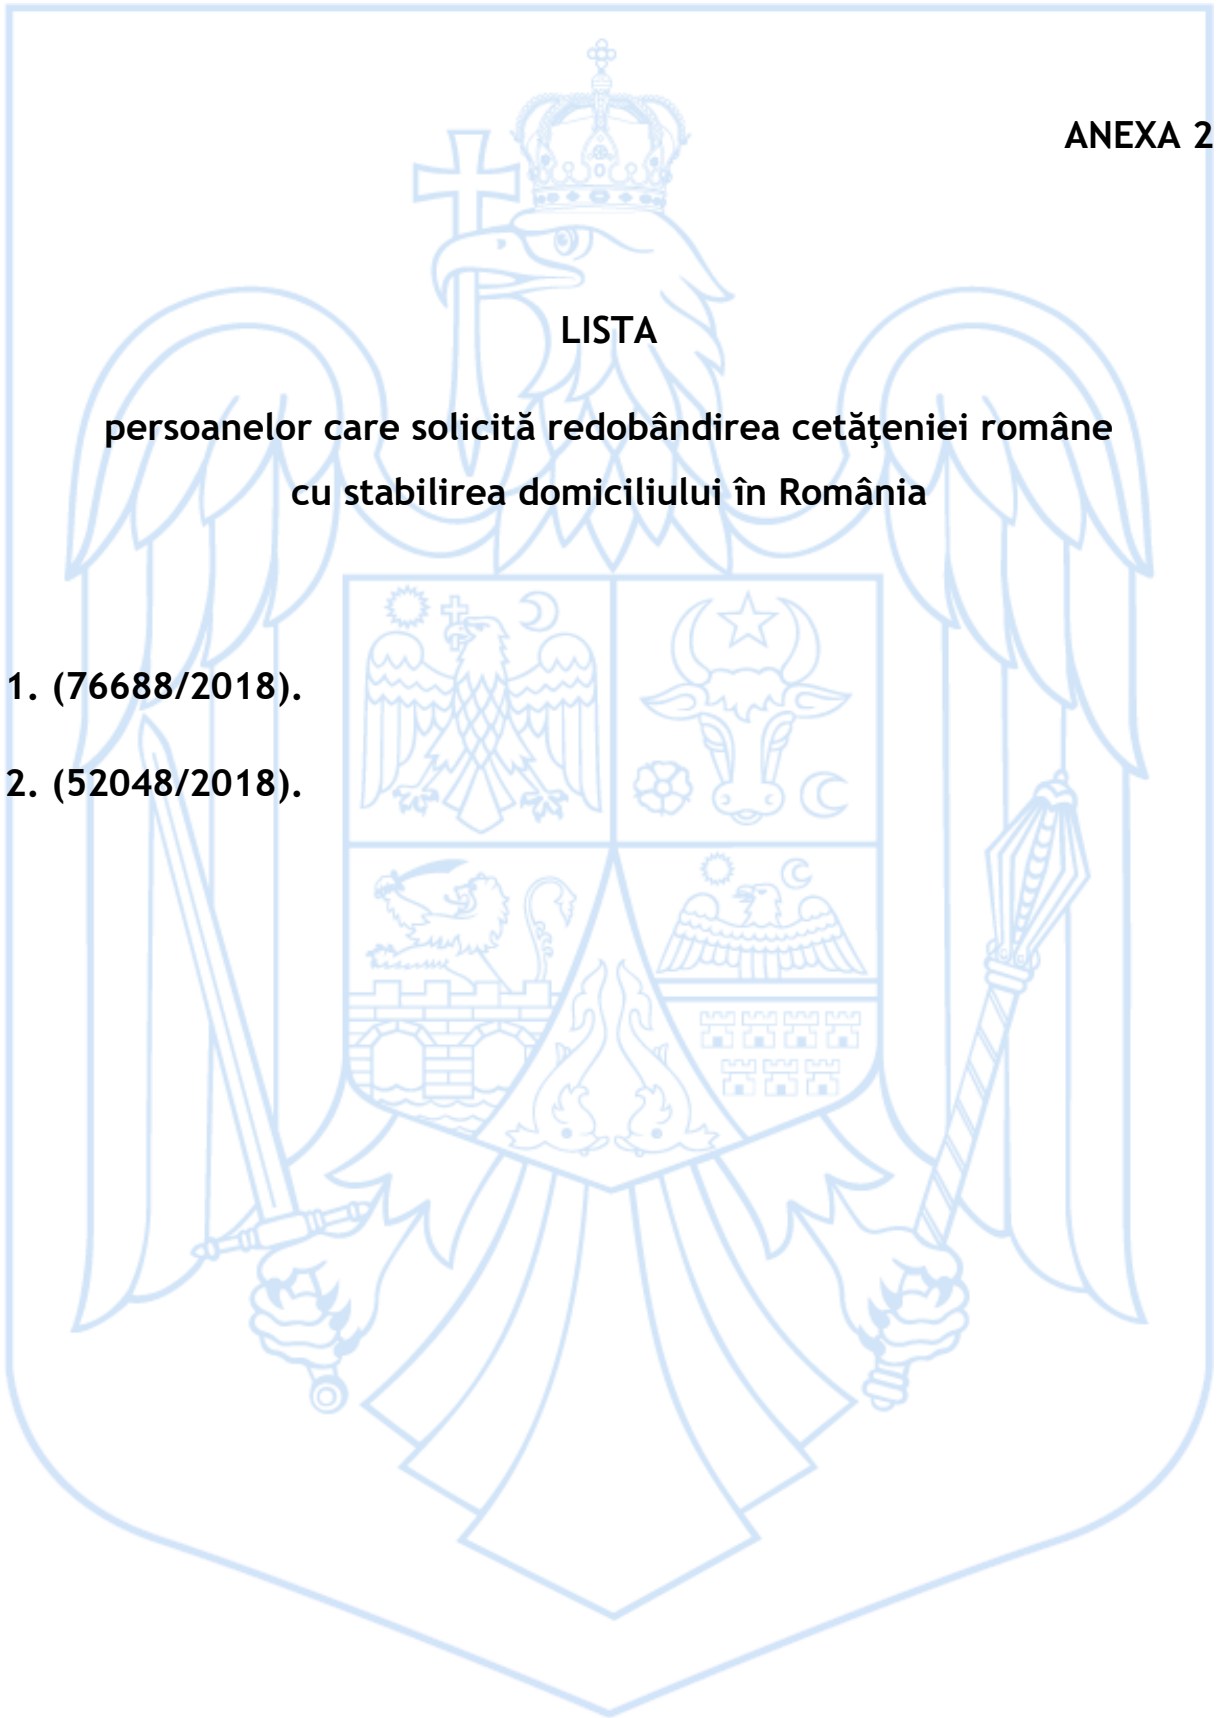 ANEXA 2
LISTA
persoanelor care solicită redobândirea cetăţeniei române
cu stabilirea domiciliului în România
1. (76688/2018).
2. (52048/2018).